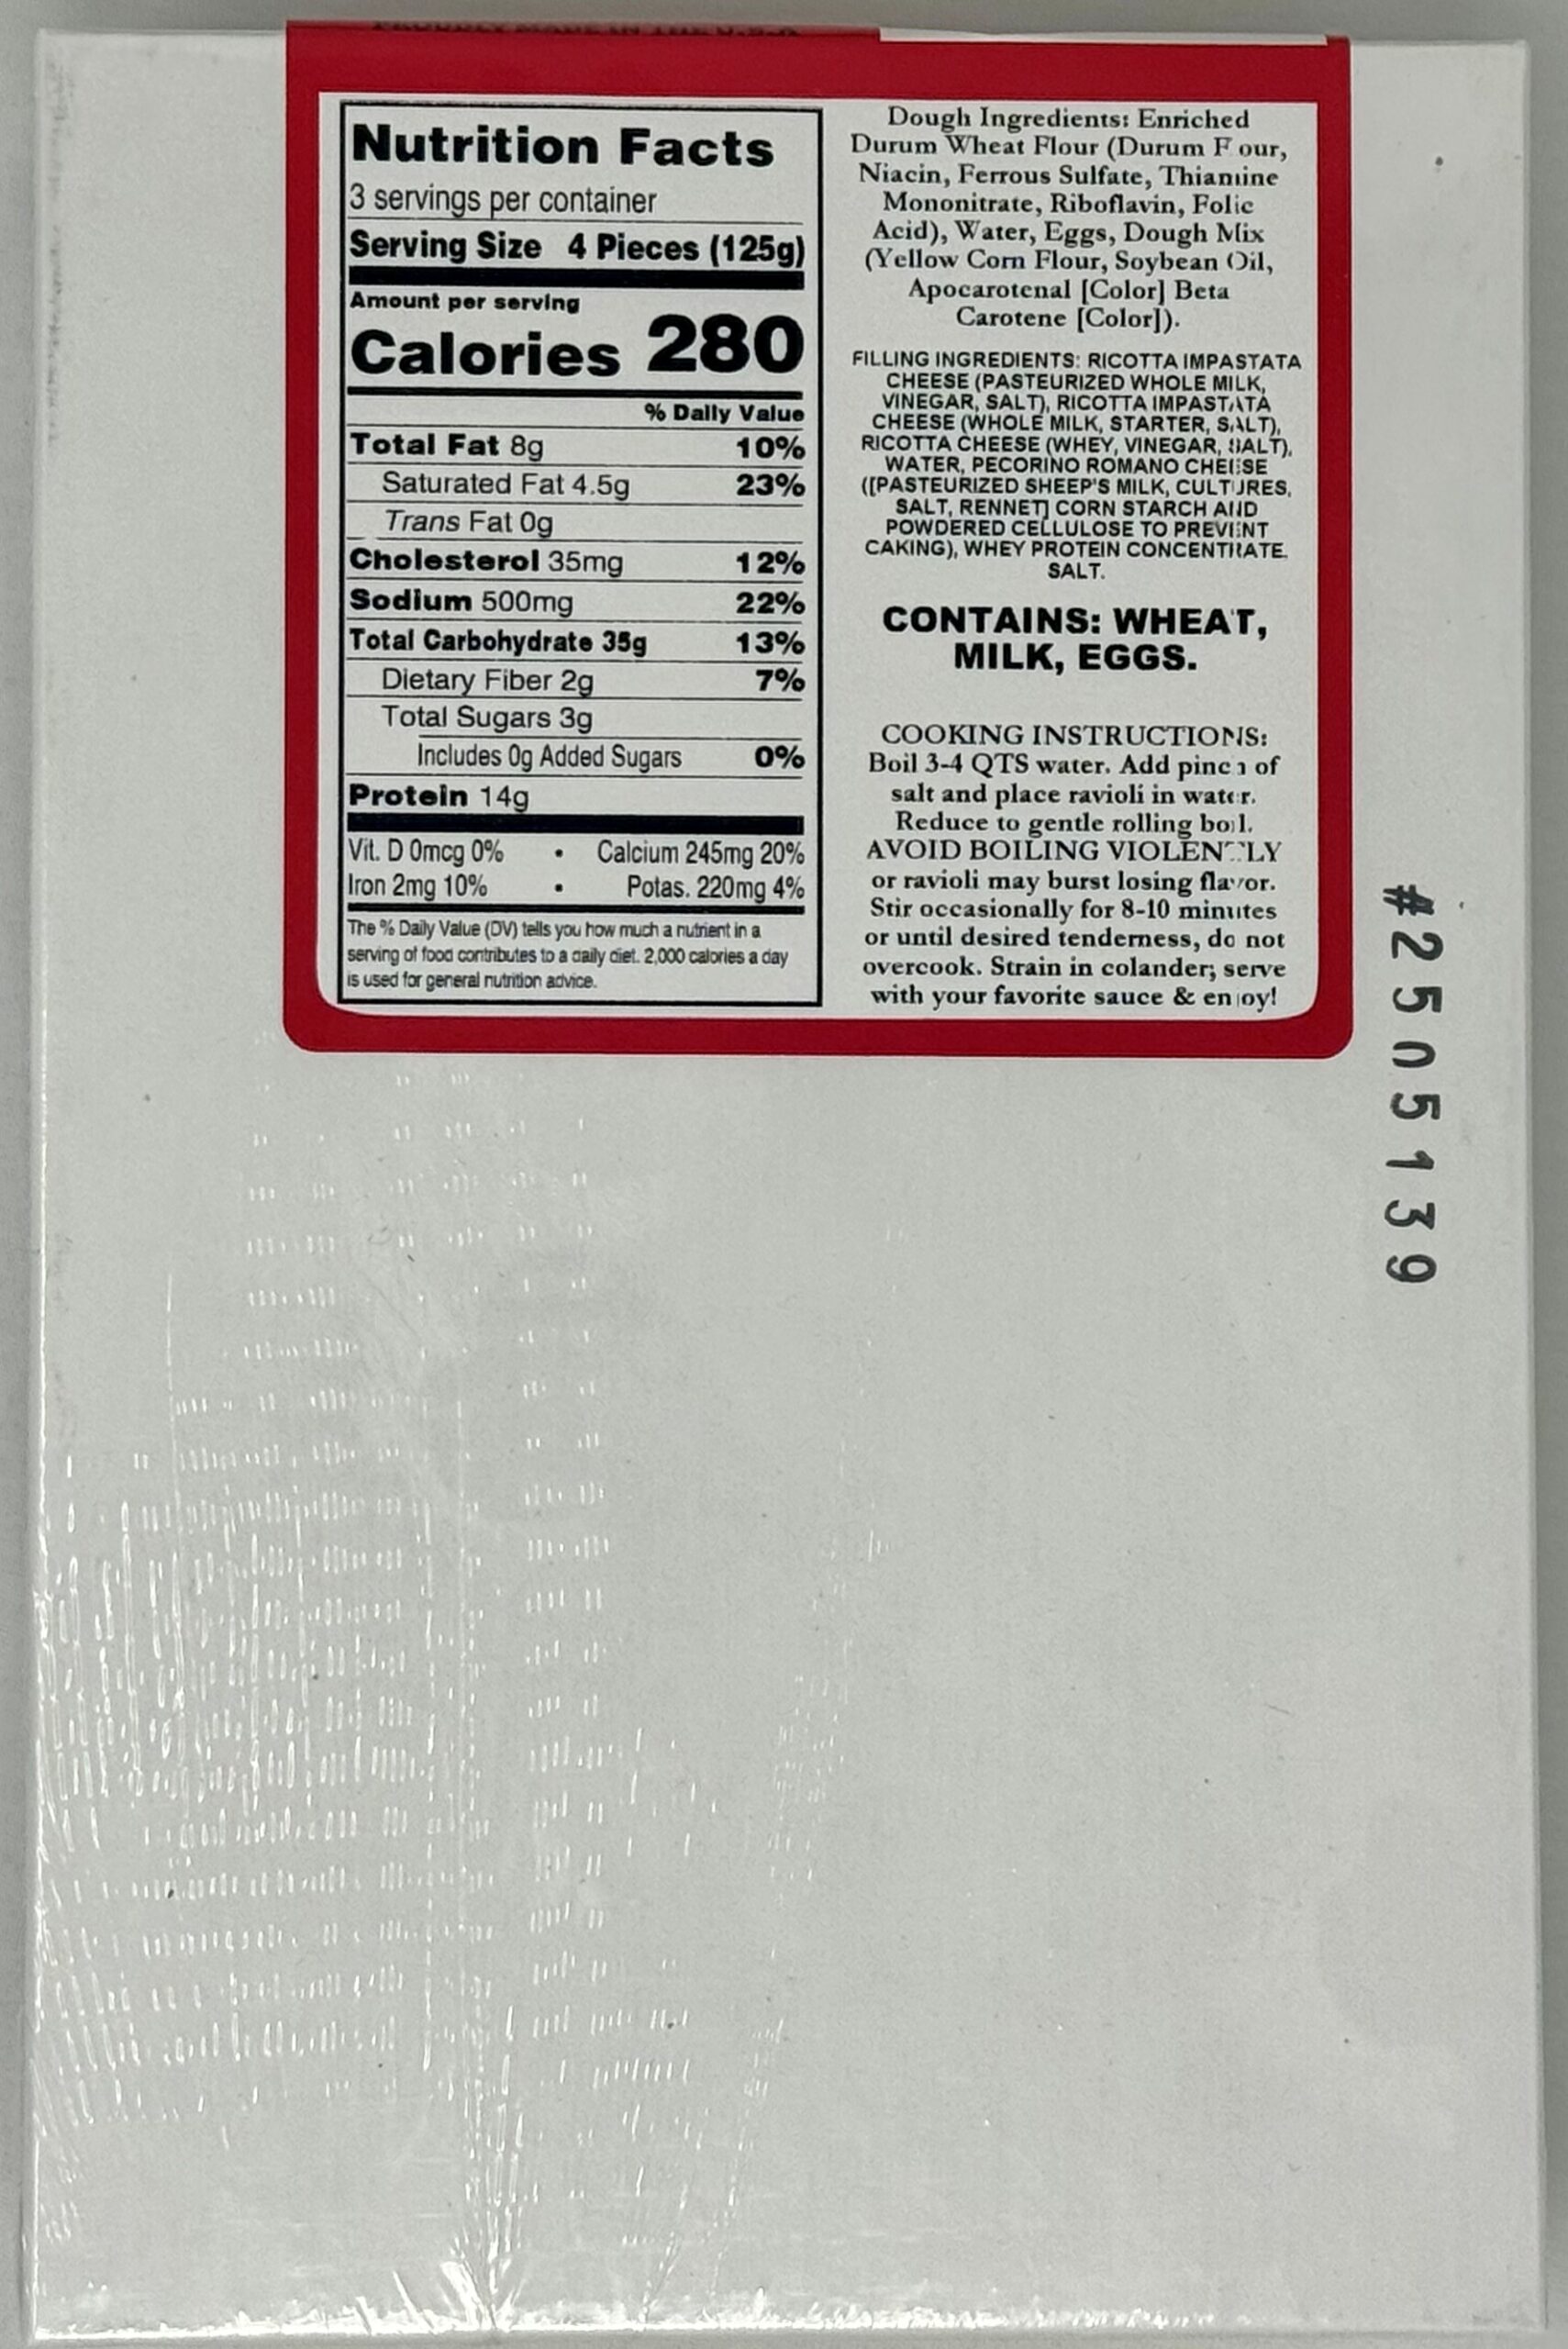 PROUDLY MADE IN THE U.S.A
Nutrition Facts
3 servings per container
Serving Size 4 Pieces (125g)
Amount per serving
Calories 280
% Daily Value
Total Fat 8g 10%
Saturated Fat 4.5g 23%
Trans Fat 0g
Cholesterol 35mg 12%
Sodium 500mg 22%
Total Carbohydrate 35g 13%
Dietary Fiber 2g 7%
Total Sugars 3g
Includes 0g Added Sugars 0%
Protein 14g
Vit. D 0mcg 0% • Calcium 245mg 20%
Iron 2mg 10% • Potas. 220mg 4%
The % Daily Value (DV) tells you how much a nutrient in a
serving of food contributes to a daily diet. 2,000 calories a day
is used for general nutrition advice.
Dough Ingredients: Enriched
Durum Wheat Flour (Durum Flour,
Niacin, Ferrous Sulfate, Thiamine
Mononitrate, Riboflavin, Folic
Acid), Water, Eggs, Dough Mix
(Yellow Corn Flour, Soybean Oil,
Apocarotenal [Color] Beta
Carotene [Color]).
FILLING INGREDIENTS: RICOTTA IMPASTATA
CHEESE (PASTEURIZED WHOLE MILK,
VINEGAR, SALT), RICOTTA IMPASTATA
CHEESE (WHOLE MILK, STARTER, SALT),
RICOTTA CHEESE (WHEY, VINEGAR, SALT),
WATER, PECORINO ROMANO CHEESE
([PASTEURIZED SHEEP'S MILK, CULTURES,
SALT, RENNET] CORN STARCH AND
POWDERED CELLULOSE TO PREVENT
CAKING), WHEY PROTEIN CONCENTRATE.
SALT.
CONTAINS: WHEAT,
MILK, EGGS.
COOKING INSTRUCTIONS:
Boil 3-4 QTS water. Add pinch of
salt and place ravioli in water.
Reduce to gentle rolling boil.
AVOID BOILING VIOLENTLY
or ravioli may burst losing flavor.
Stir occasionally for 8-10 minutes
or until desired tenderness, do not
overcook. Strain in colander; serve
with your favorite sauce & enjoy!
#2505139